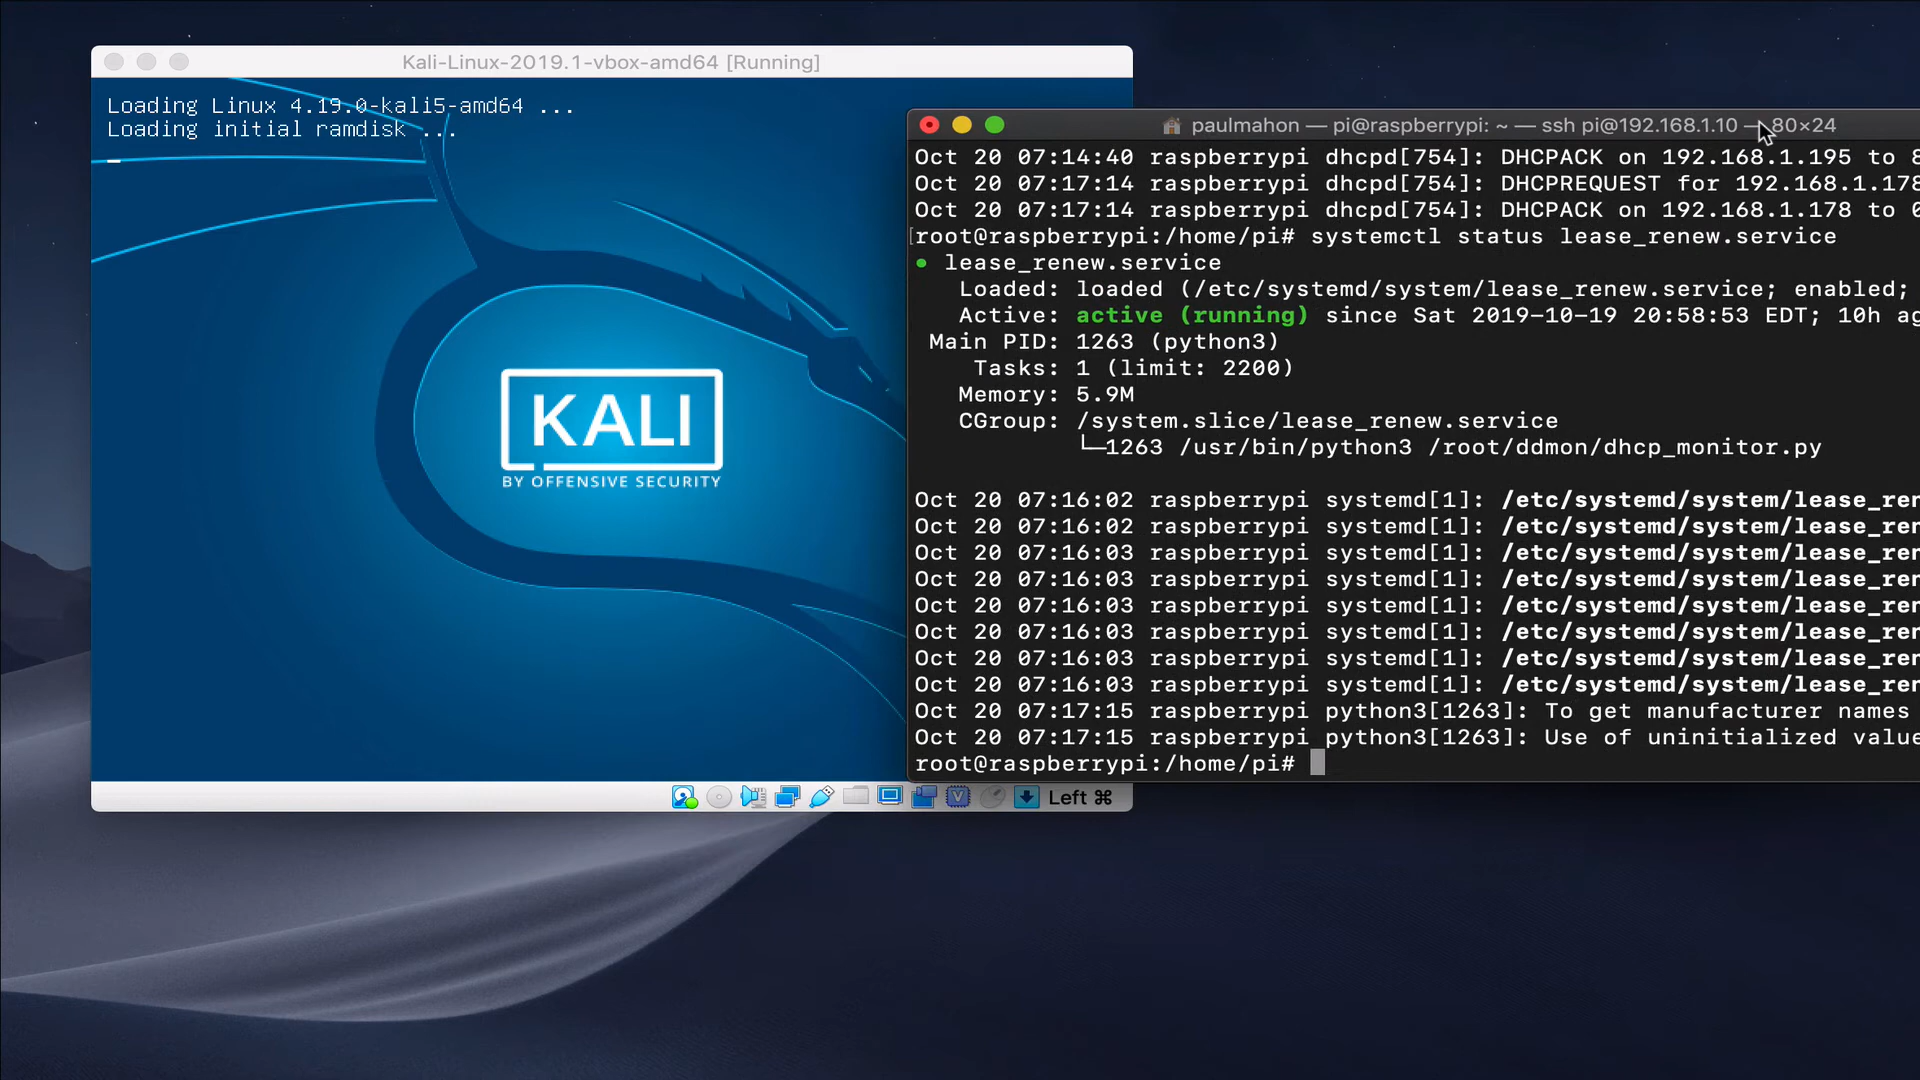 Kali-Linux-2019.1-vbox-amd64 [Running]
Loading Linux 4.19.0-kali5-amd64 ...
Loading initial ramdisk ...
KALI
BY OFFENSIVE SECURITY
Left ⌘
paulmahon — pi@raspberrypi: ~ — ssh pi@192.168.1.10 — 80×24
Oct 20 07:14:40 raspberrypi dhcpd[754]: DHCPACK on 192.168.1.195 to 8
Oct 20 07:17:14 raspberrypi dhcpd[754]: DHCPREQUEST for 192.168.1.178
Oct 20 07:17:14 raspberrypi dhcpd[754]: DHCPACK on 192.168.1.178 to 0
[root@raspberrypi:/home/pi# systemctl status lease_renew.service
● lease_renew.service
Loaded: loaded (/etc/systemd/system/lease_renew.service; enabled;
Active: active (running) since Sat 2019-10-19 20:58:53 EDT; 10h ag
Main PID: 1263 (python3)
Tasks: 1 (limit: 2200)
Memory: 5.9M
CGroup: /system.slice/lease_renew.service
└─1263 /usr/bin/python3 /root/ddmon/dhcp_monitor.py
Oct 20 07:16:02 raspberrypi systemd[1]: /etc/systemd/system/lease_ren
Oct 20 07:16:02 raspberrypi systemd[1]: /etc/systemd/system/lease_ren
Oct 20 07:16:03 raspberrypi systemd[1]: /etc/systemd/system/lease_ren
Oct 20 07:16:03 raspberrypi systemd[1]: /etc/systemd/system/lease_ren
Oct 20 07:16:03 raspberrypi systemd[1]: /etc/systemd/system/lease_ren
Oct 20 07:16:03 raspberrypi systemd[1]: /etc/systemd/system/lease_ren
Oct 20 07:16:03 raspberrypi systemd[1]: /etc/systemd/system/lease_ren
Oct 20 07:16:03 raspberrypi systemd[1]: /etc/systemd/system/lease_ren
Oct 20 07:17:15 raspberrypi python3[1263]: To get manufacturer names
Oct 20 07:17:15 raspberrypi python3[1263]: Use of uninitialized value
root@raspberrypi:/home/pi#